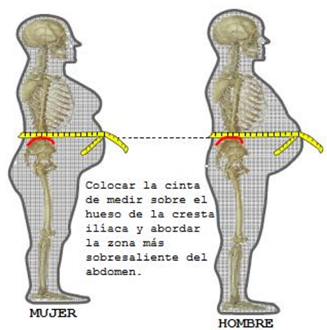 Colocar la cinta
de medir sobre el
hueso de la cresta
ilíaca y abordar
la zona más
sobresaliente del
abdomen.
MUJER
HOMBRE